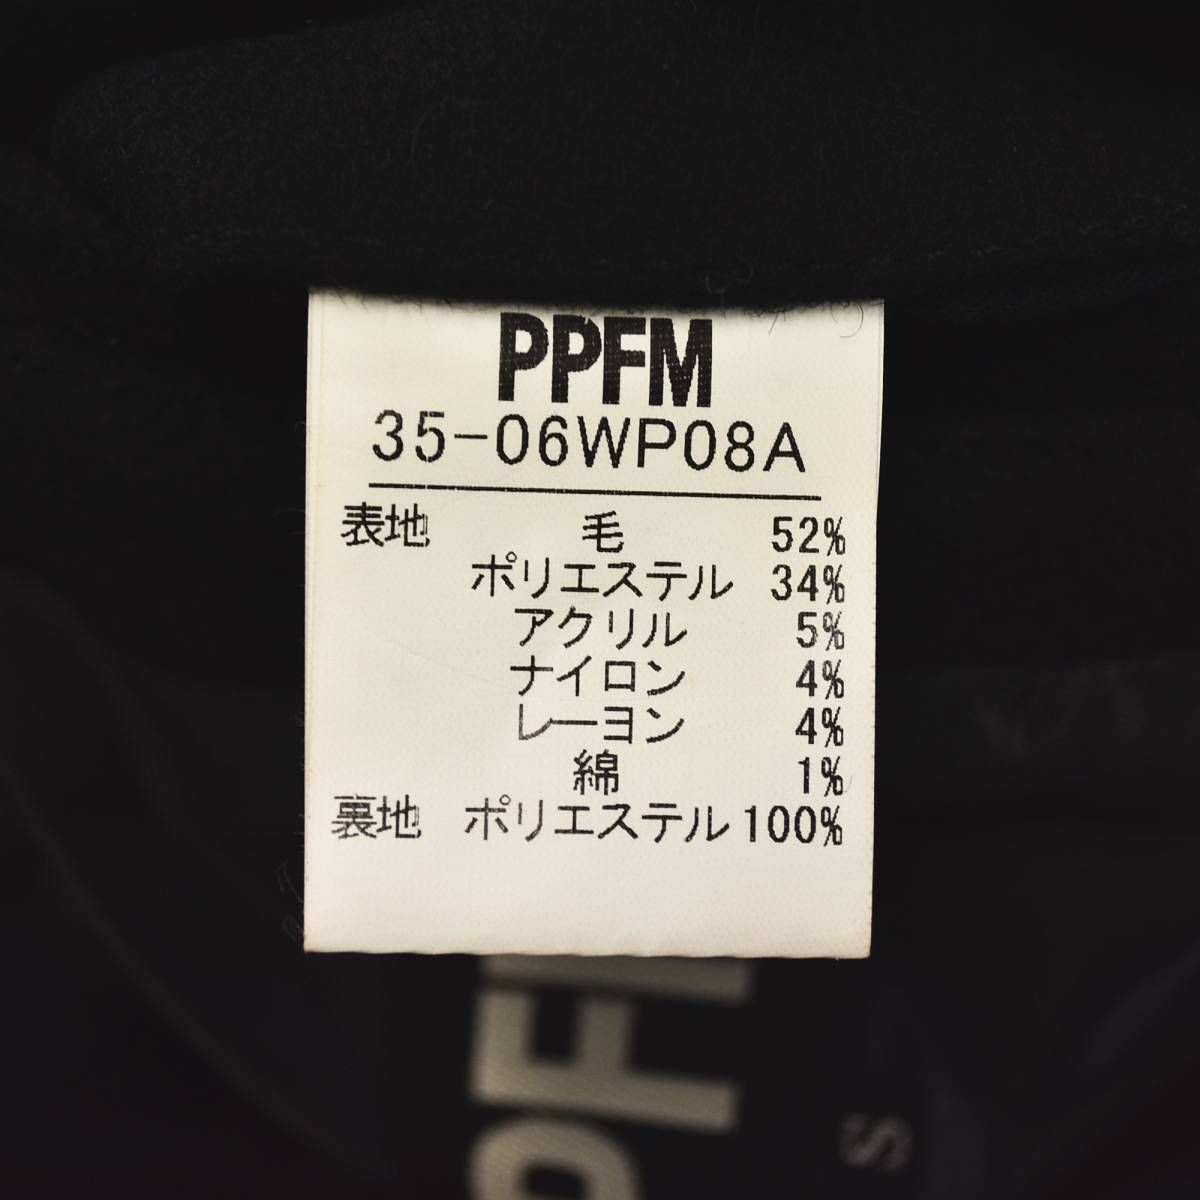 PPFM
35-06WP08A
表地 毛 52%
ポリエステル 34%
アクリル 5%
ナイロン 4%
レーヨン 4%
綿 1%
裏地 ポリエステル 100%
PF
S